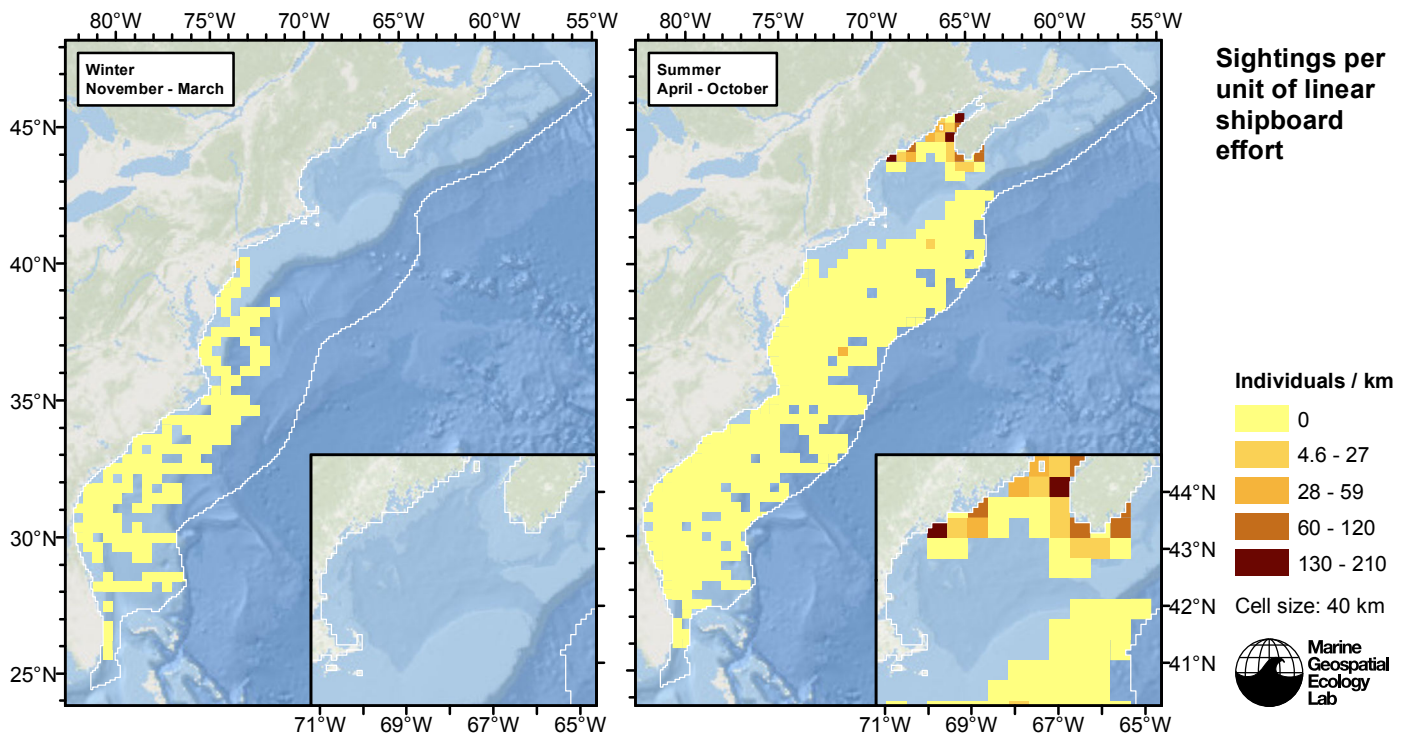 80°W 75°W 70°W 65°W 60°W 55°W
80°W 75°W 70°W 65°W 60°W 55°W
Winter
November - March
Summer
April - October
Sightings per
unit of linear
shipboard
effort
45°N
40°N
35°N
30°N
25°N
44°N
43°N
42°N
41°N
71°W 69°W 67°W 65°W
71°W 69°W 67°W 65°W
Individuals / km
0
4.6 - 27
28 - 59
60 - 120
130 - 210
Cell size: 40 km
Marine
Geospatial
Ecology
Lab